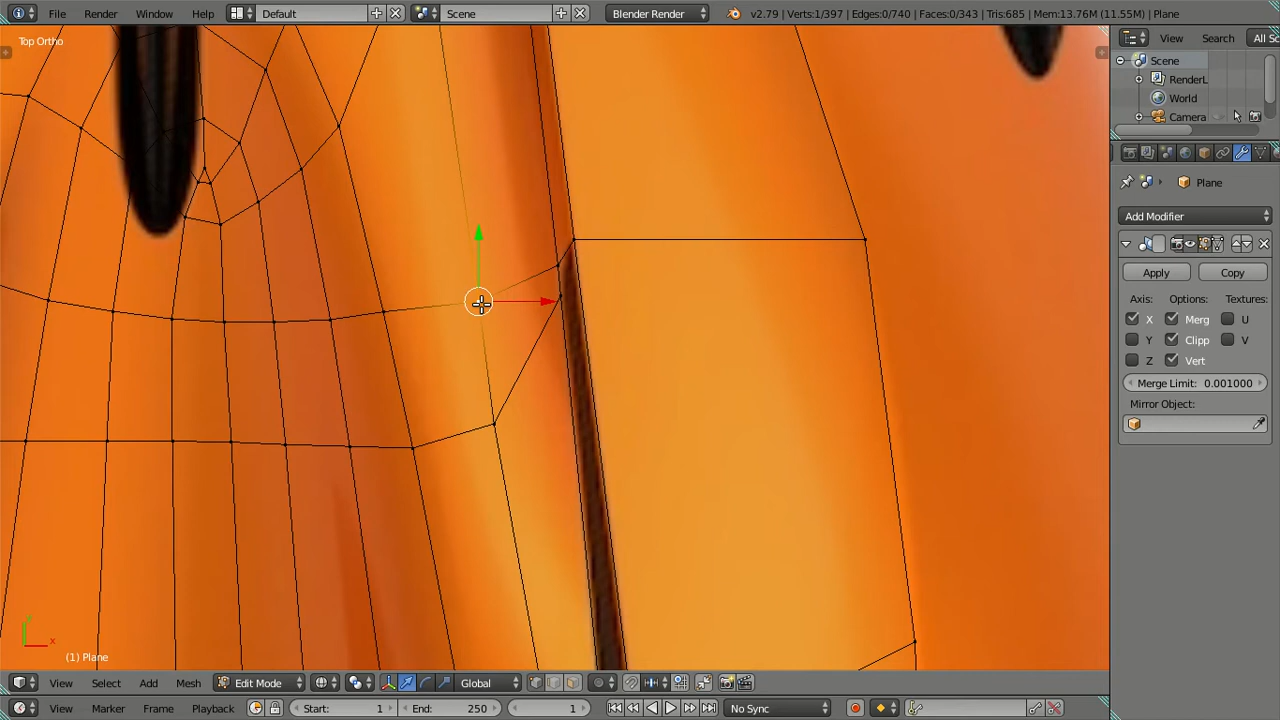 File Render Window Help Default Scene Blender Render v2.79 | Verts:1/397 | Edges:0/740 | Faces:0/343 | Tris:685 | Mem:13.76M (11.55M) | Plane
Top Ortho
View Search All Sc
Scene
RenderL
World
Camera
Plane
Add Modifier
Apply Copy
Axis: Options: Textures:
X Merg U
Y Clipp V
Z Vert
Merge Limit: 0.001000
Mirror Object:
x
(1) Plane
View Select Add Mesh Edit Mode Global
View Marker Frame Playback Start: 1 End: 250 1 No Sync